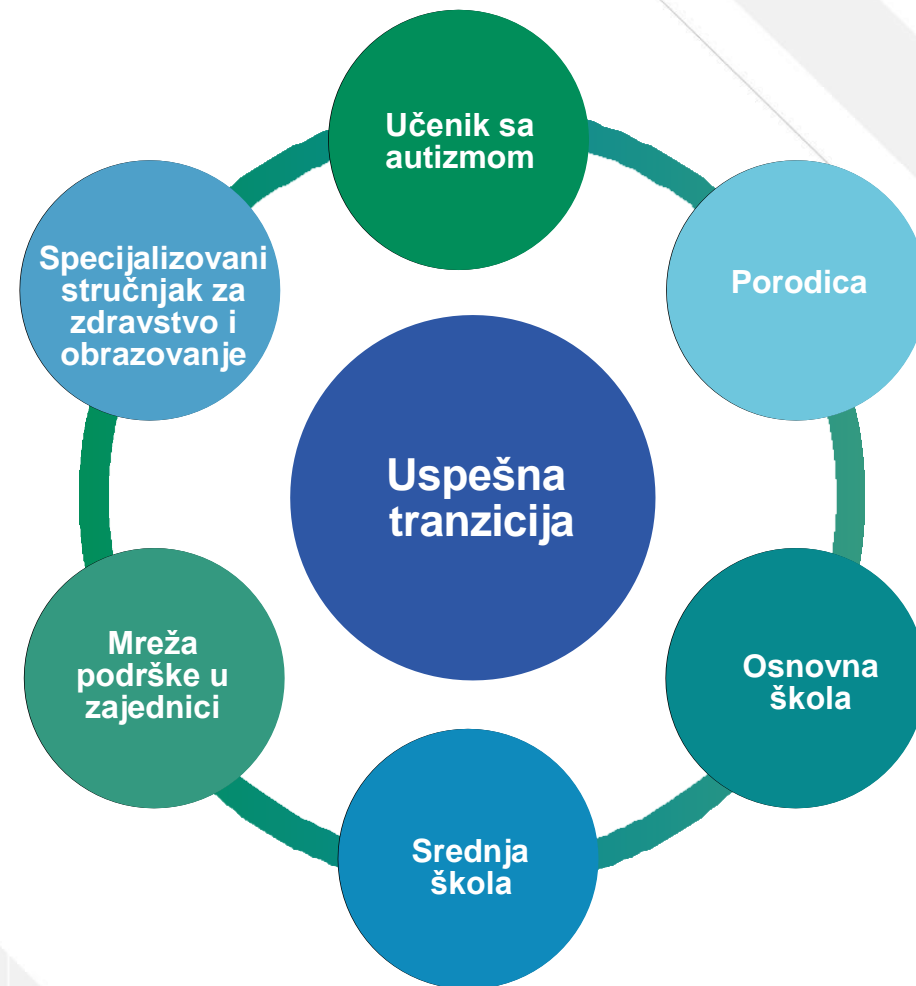 Učenik sa
autizmom
Porodica
Osnovna
škola
Srednja
škola
Mreža
podrške u
zajednici
Specijalizovani
stručnjak za
zdravstvo i
obrazovanje
Uspešna
tranzicija